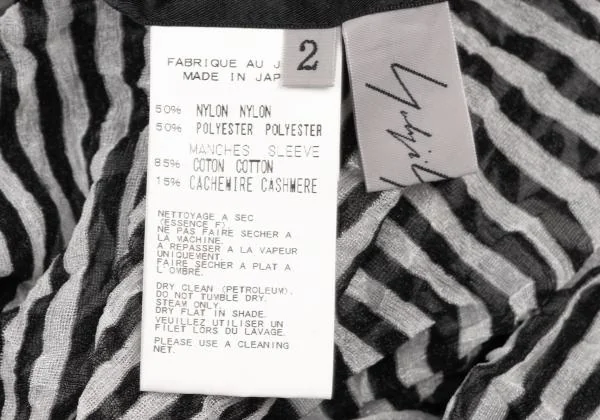 FABRIQUE AU
MADE IN
2
50% NYLON NYLON
50% POLYESTER POLYESTER
MANCHES SLEEVE
85% COTON COTTON
15% CACHEMIRE CASHMERE
NETTOYAGE A SEC
(ESSENCE F).
NE PAS FAIRE SECHER A
LA MACHINE.
A REPASSER A LA VAPEUR
UNIQUEMENT.
FAIRE SECHER A PLAT A
L'OMBRE.
DRY CLEAN (PETROLEUM).
DO NOT TUMBLE DRY.
STEAM ONLY.
DRY FLAT IN SHADE.
VEUILLEZ UTILISER UN
FILET LORS DU LAVAGE.
PLEASE USE A CLEANING
NET.